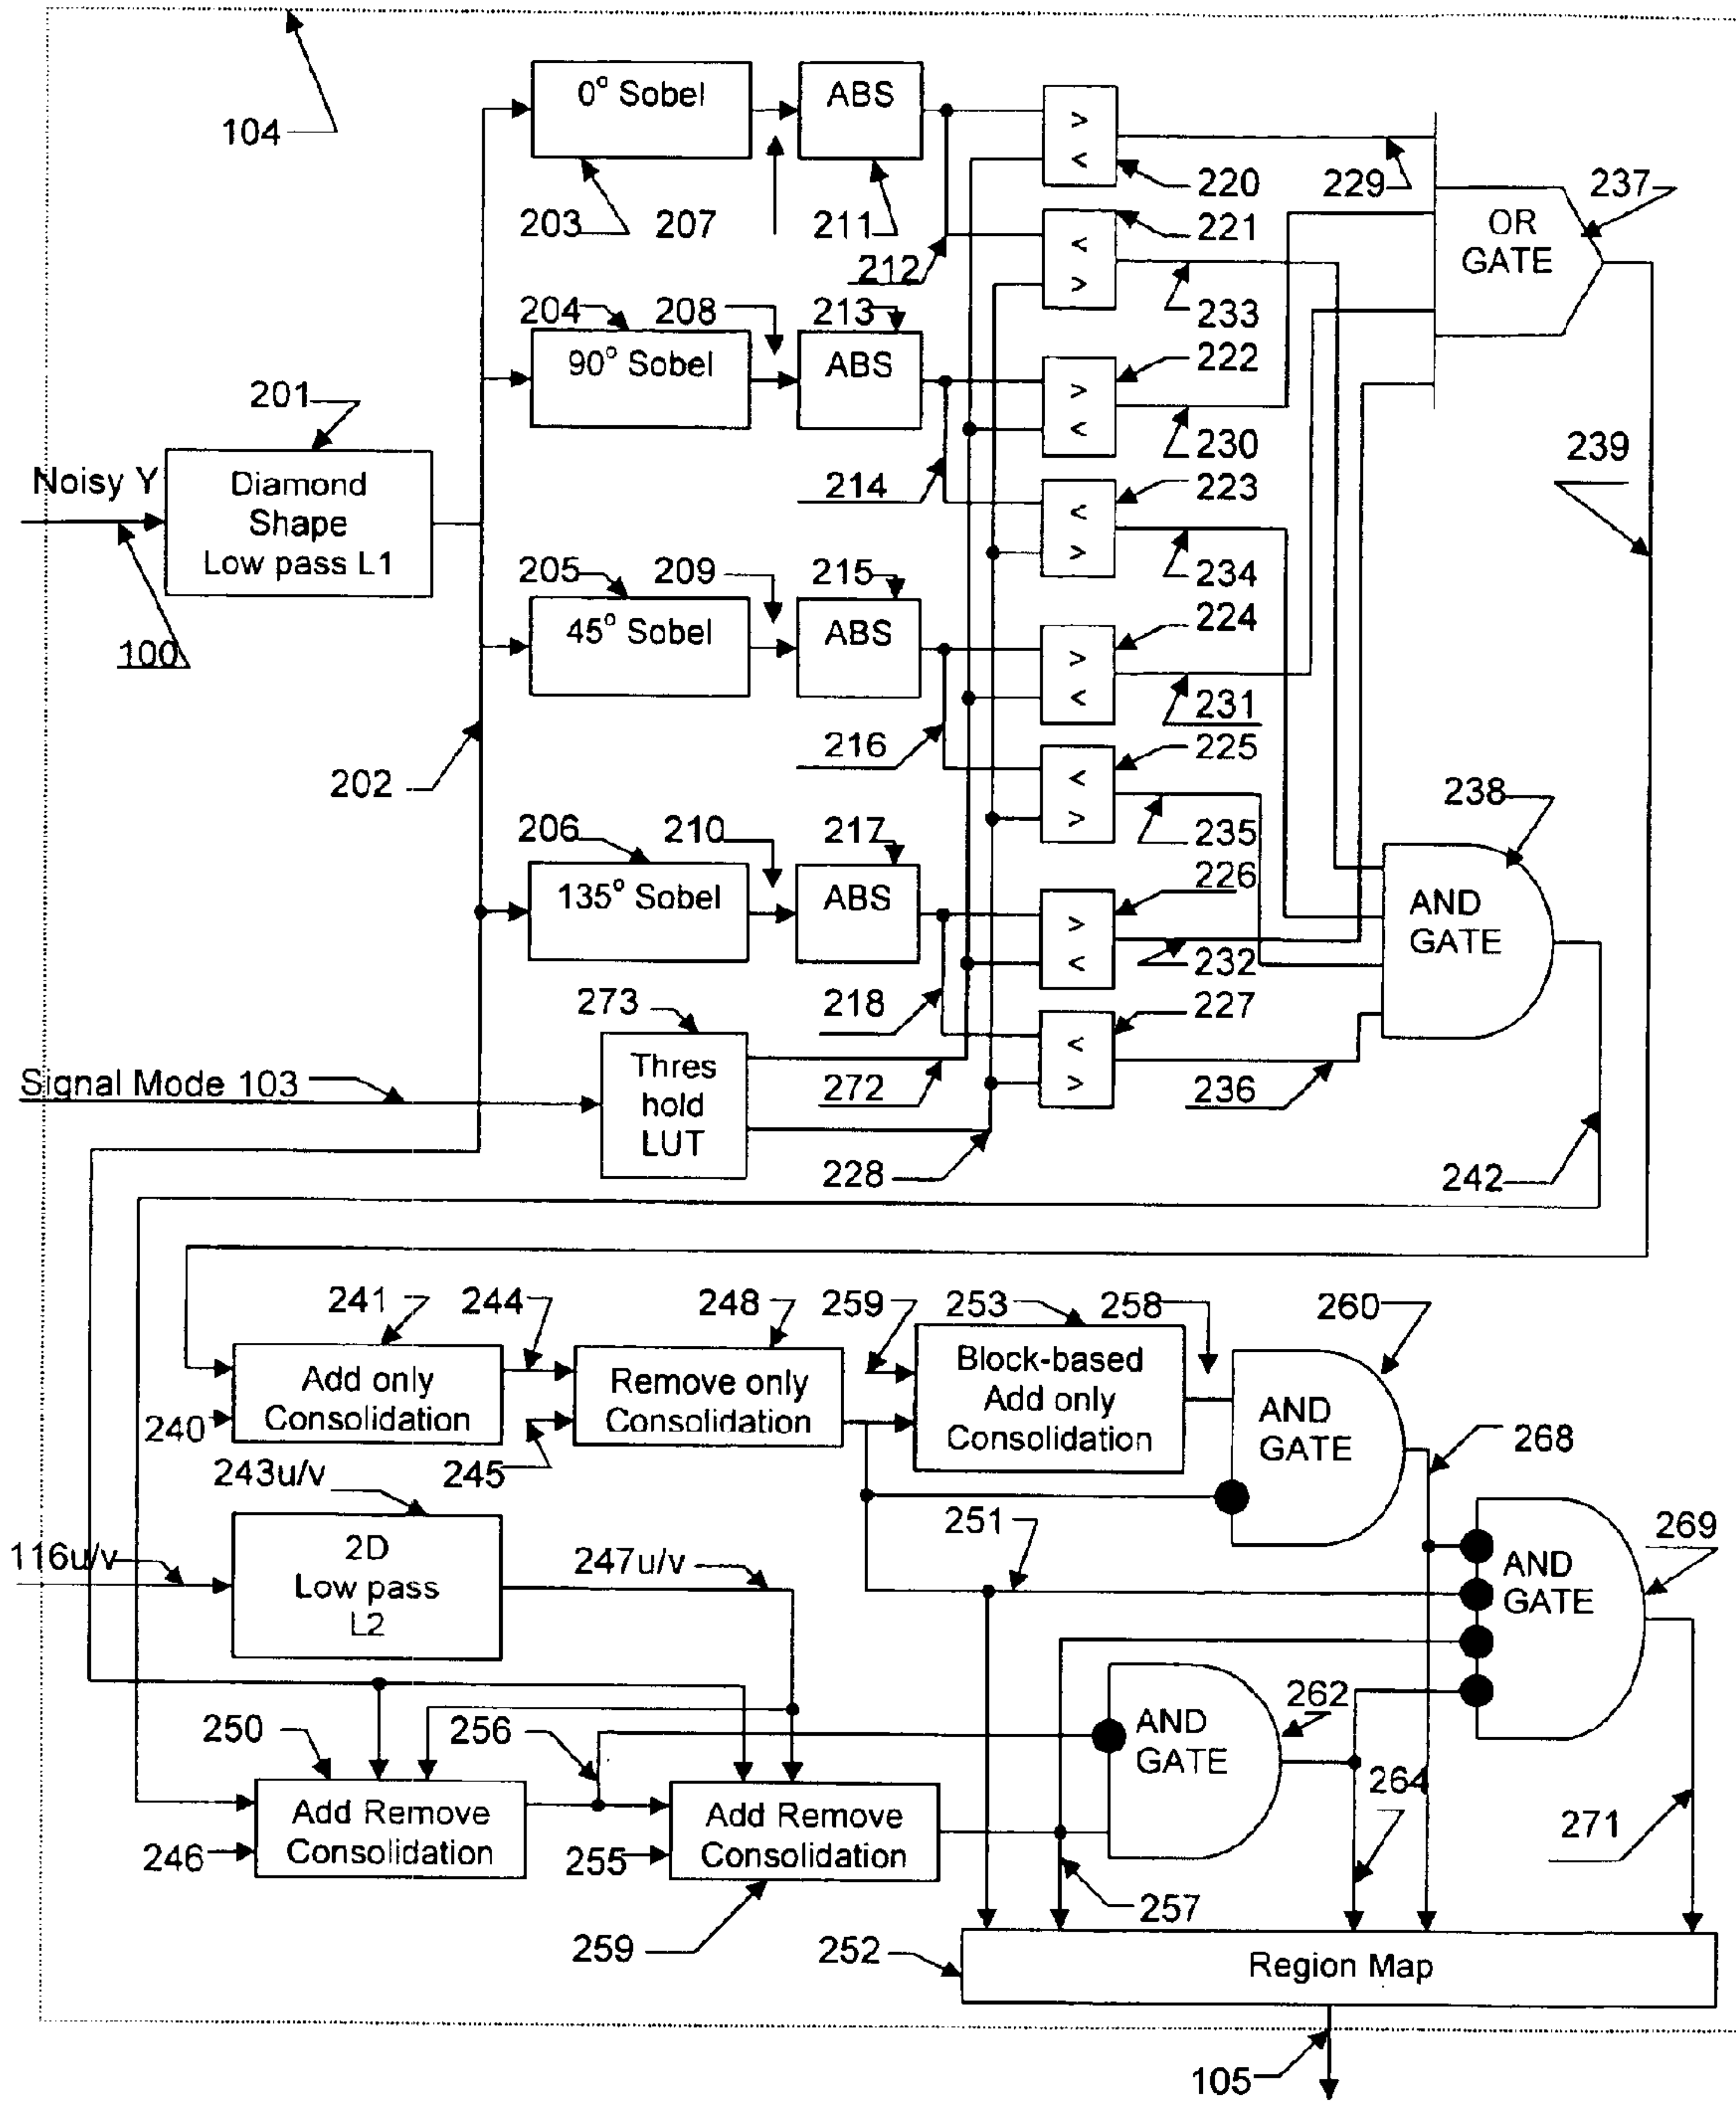 104
0° Sobel
ABS
>
<
203
207
211
220
229
237
212
<
>
221
OR
GATE
233
204
208
213
90° Sobel
ABS
>
<
222
230
239
201
214
Noisy Y
Diamond
Shape
Low pass L1
100
<
>
223
234
205
209
215
45° Sobel
ABS
>
<
224
231
202
216
<
>
225
235
238
206
210
217
135° Sobel
ABS
>
<
226
232
AND
GATE
273
218
<
>
227
Signal Mode 103
Thres
hold
LUT
272
236
228
242
241
244
248
259
253
258
260
Add only
Consolidation
240
Remove only
Consolidation
245
Block-based
Add only
Consolidation
AND
GATE
268
243u/v
116u/v
2D
Low pass
L2
247u/v
251
AND
GATE
269
250
256
AND
GATE
262
Add Remove
Consolidation
246
Add Remove
Consolidation
255
264
271
257
259
252
Region Map
105